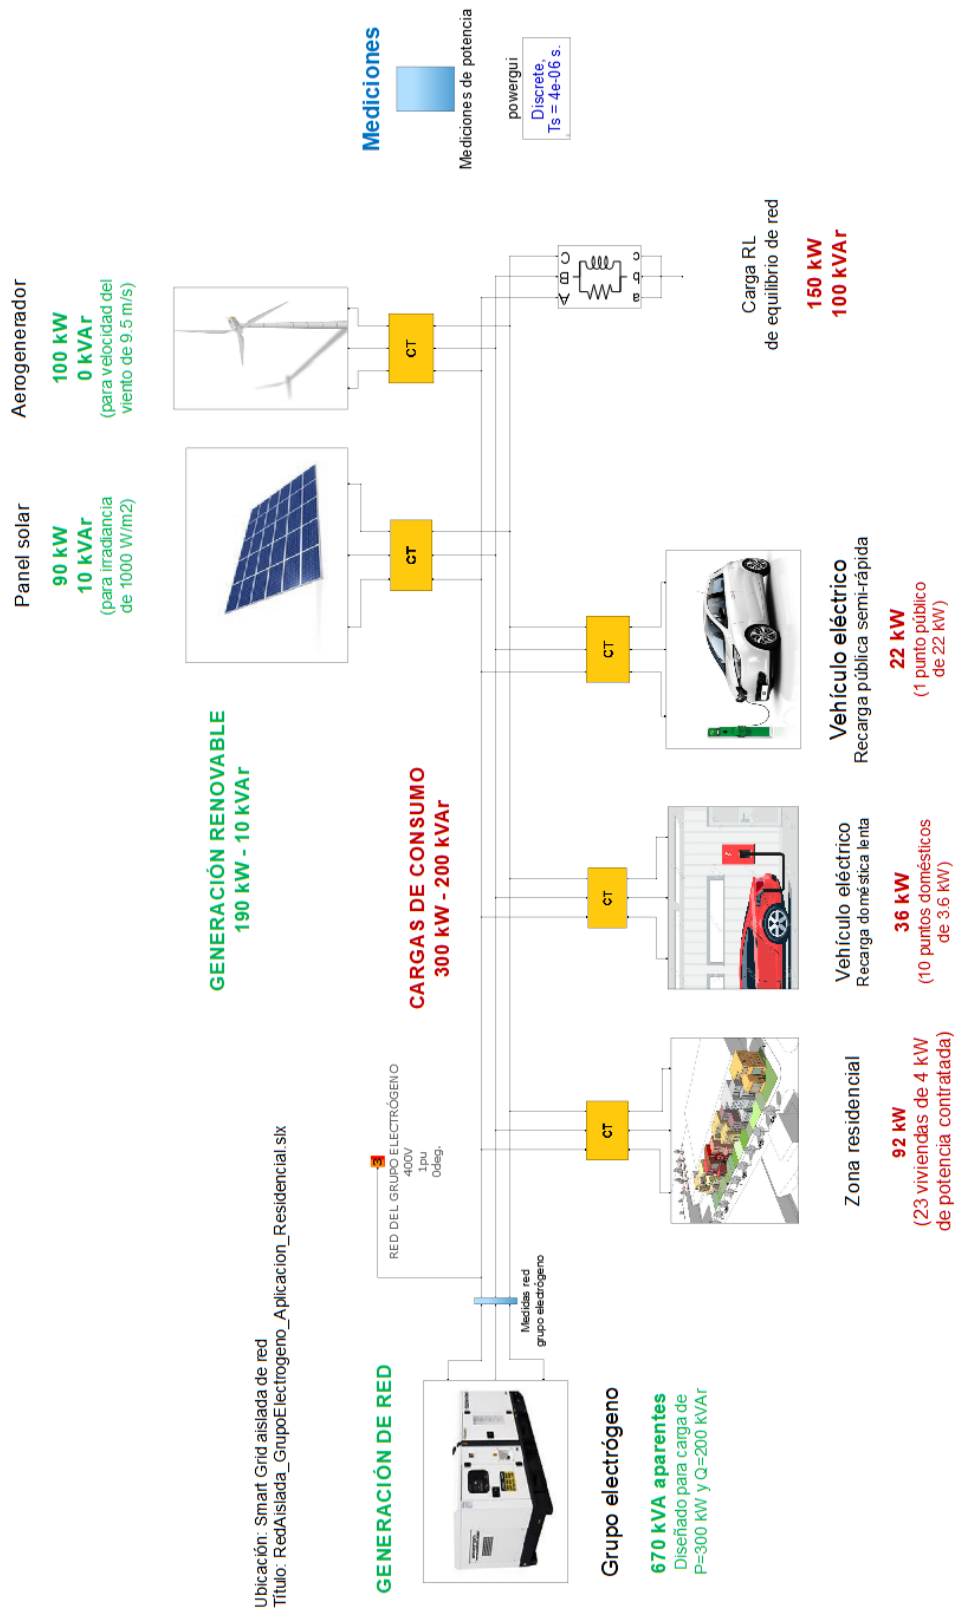 Ubicación: Smart Grid aislada de red
Título: RedAislada_GrupoElectrogeno_Aplicacion_Residencial.slx
GENERACIÓN DE RED
Grupo electrógeno
670 kVA aparentes
Diseñado para carga de
P=300 kW y Q=200 kVAr
Medidas red
grupo electrógeno
3
RED DEL GRUPO ELECTRÓGENO
400V
1pu
0deg.
GENERACIÓN RENOVABLE
190 kW - 10 kVAr
CARGAS DE CONSUMO
300 kW - 200 kVAr
Panel solar
90 kW
10 kVAr
(para irradiancia
de 1000 W/m2)
CT
Aerogenerador
100 kW
0 kVAr
(para velocidad del
viento de 9.5 m/s)
CT
CT
Zona residencial
92 kW
(23 viviendas de 4 kW
de potencia contratada)
CT
Vehículo eléctrico
Recarga doméstica lenta
36 kW
(10 puntos domésticos
de 3.6 kW)
CT
Vehículo eléctrico
Recarga pública semi-rápida
22 kW
(1 punto público
de 22 kW)
A B C
a b c
Carga RL
de equilibrio de red
150 kW
100 kVAr
Mediciones
Mediciones de potencia
powergui
Discrete,
Ts = 4e-06 s.